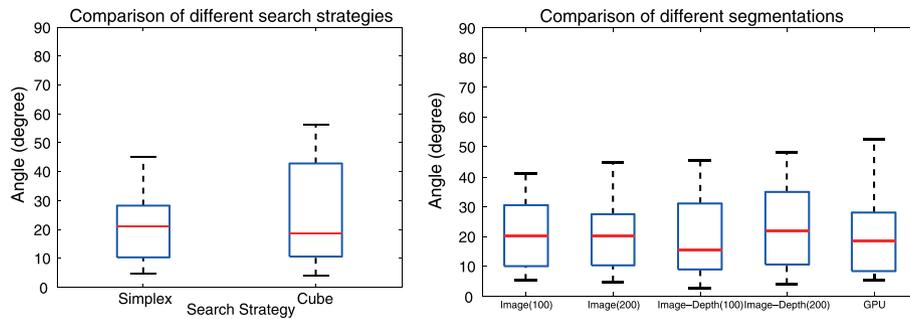 Comparison of different search strategies
90
80
70
60
50
40
30
20
10
0
Angle (degree)
Simplex
Cube
Search Strategy
Comparison of different segmentations
90
80
70
60
50
40
30
20
10
0
Angle (degree)
Image(100)
Image(200)
Image–Depth(100)
Image–Depth(200)
GPU